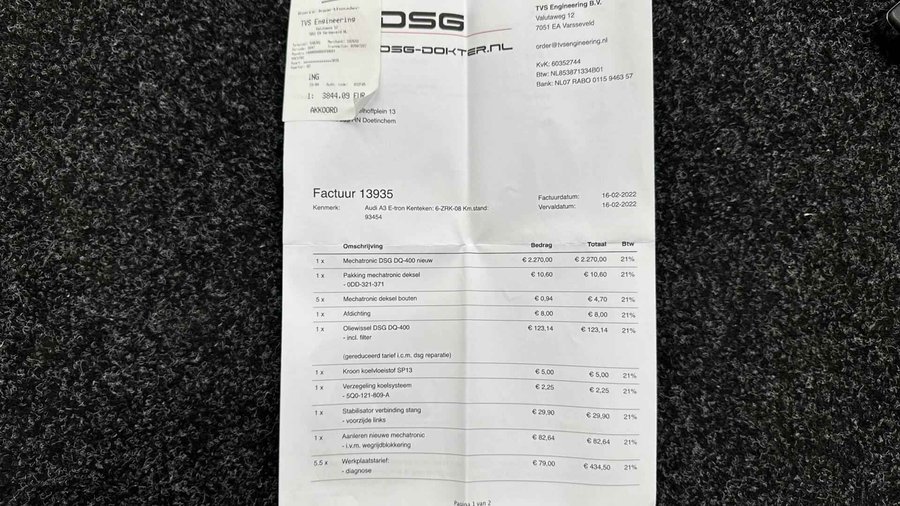 TVS Engineering
ING
3844.09 EUR
AKKOORD
DSG
DSG-DOKTER.NL
TVS Engineering B.V.
Valutaweg 12
7051 EA Varsseveld
order@tvsengineering.nl
KvK: 60352744
Btw: NL853871334B01
Bank: NL07 RABO 0115 9463 57
13
Doetinchem
Factuur 13935
Factuurdatum: 16-02-2022
Vervaldatum: 16-02-2022
Kenmerk: Audi A3 E-tron Kenteken: 6-ZRK-08 Km.stand:
93454
Omschrijving Bedrag Totaal Btw
1 x Mechatronic DSG DQ-400 nieuw € 2.270,00 € 2.270,00 21%
1 x Pakking mechatronic deksel € 10,60 € 10,60 21%
- 0DD-321-371
5 x Mechatronic deksel bouten € 0,94 € 4,70 21%
1 x Afdichting € 8,00 € 8,00 21%
1 x Oliewissel DSG DQ-400 € 123,14 € 123,14 21%
- incl. filter
(gereduceerd tarief i.c.m. dsg reparatie)
1 x Kroon koelvloeistof SP13 € 5,00 € 5,00 21%
1 x Verzegeling koelsysteem € 2,25 € 2,25 21%
- 5Q0-121-809-A
1 x Stabilisator verbinding stang € 29,90 € 29,90 21%
- voorzijde links
1 x Aanleren nieuwe mechatronic € 82,64 € 82,64 21%
- i.v.m. wegrijblokkering
5.5 x Werkplaatstarief: € 79,00 € 434,50 21%
- diagnose
Pagina 1 van 2